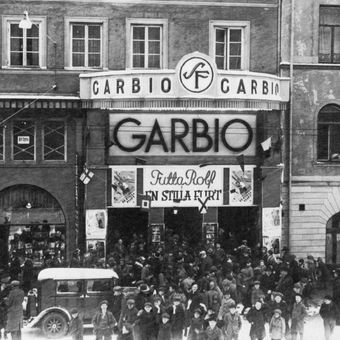 GARBIO SF GARBIO
GARBIO
Tutta Rolf
EN STILLA FLIRT